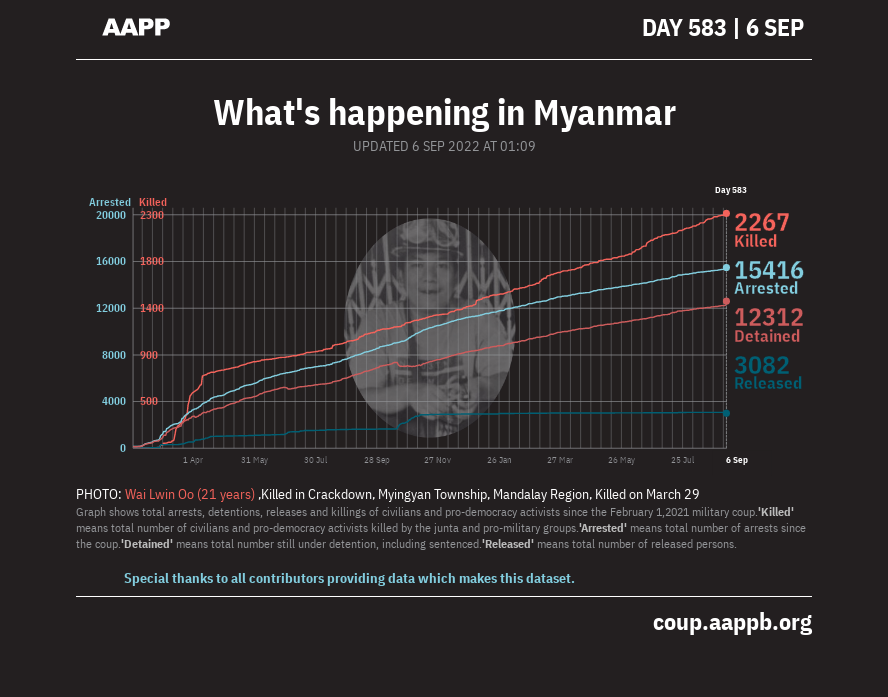 AAPP
DAY 583 | 6 SEP
What's happening in Myanmar
UPDATED 6 SEP 2022 AT 01:09
Day 583
Arrested Killed
20000 2300
16000 1800
12000 1400
8000 900
4000 500
0
2267
Killed
15416
Arrested
12312
Detained
3082
Released
1 Apr 31 May 30 Jul 28 Sep 27 Nov 26 Jan 27 Mar 26 May 25 Jul 6 Sep
PHOTO: Wai Lwin Oo (21 years) ,Killed in Crackdown, Myingyan Township, Mandalay Region, Killed on March 29
Graph shows total arrests, detentions, releases and killings of civilians and pro-democracy activists since the February 1,2021 military coup.'Killed'
means total number of civilians and pro-democracy activists killed by the junta and pro-military groups.'Arrested' means total number of arrests since
the coup.'Detained' means total number still under detention, including sentenced.'Released' means total number of released persons.
Special thanks to all contributors providing data which makes this dataset.
coup.aappb.org